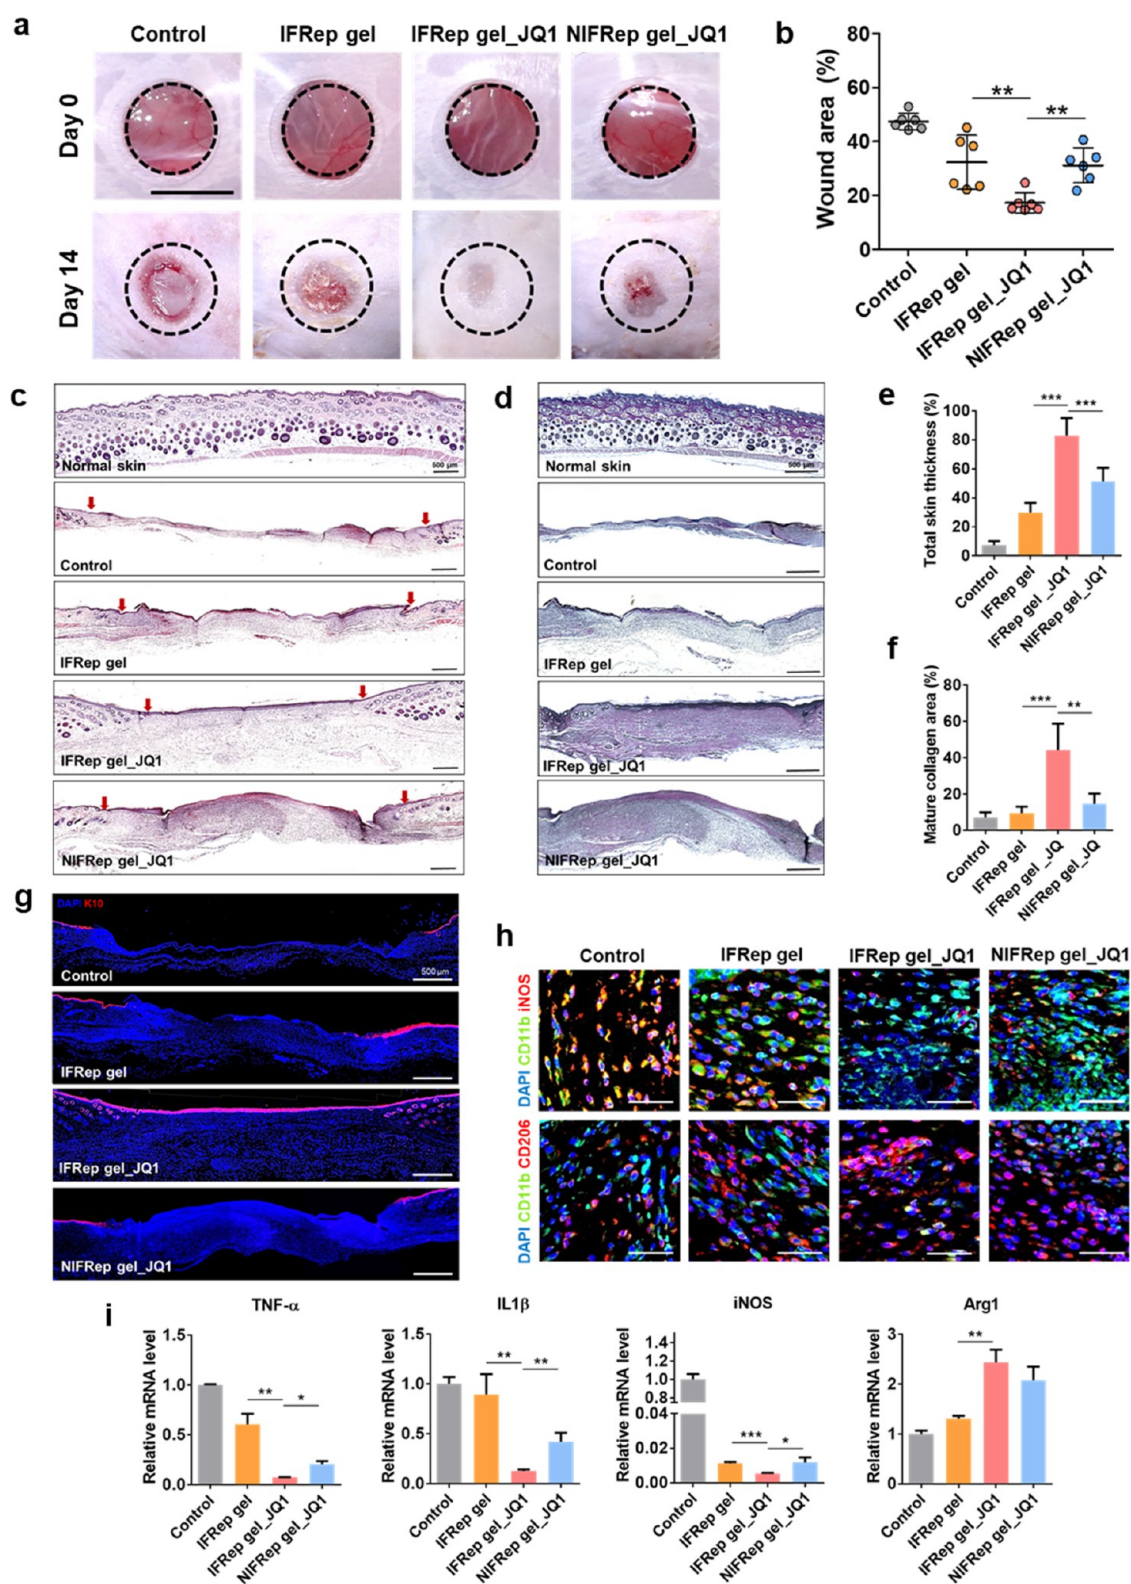 a
Control
IFRep gel
IFRep gel_JQ1
NIFRep gel_JQ1
Day 0
Day 14
b
Wound area (%)
80
60
40
20
0
**
**
Control
IFRep gel
IFRep gel_JQ1
NIFRep gel_JQ1
c
Normal skin
500 μm
Control
IFRep gel
IFRep gel_JQ1
NIFRep gel_JQ1
d
Normal skin
500 μm
Control
IFRep gel
IFRep gel_JQ1
NIFRep gel_JQ1
e
Total skin thickness (%)
100
80
60
40
20
0
***
***
Control
IFRep gel
IFRep gel_JQ1
NIFRep gel_JQ1
f
Mature collagen area (%)
80
60
40
20
0
***
**
Control
IFRep gel
IFRep gel_JQ
NIFRep gel_JQ
g
DAPI K10
Control
500 μm
IFRep gel
IFRep gel_JQ1
NIFRep gel_JQ1
h
Control
IFRep gel
IFRep gel_JQ1
NIFRep gel_JQ1
DAPI CD11b iNOS
DAPI CD11b CD206
i
TNF-α
Relative mRNA level
1.5
1.0
0.5
0.0
**
*
Control
IFRep gel
IFRep gel_JQ1
NIFRep gel_JQ1
IL1β
Relative mRNA level
1.5
1.0
0.5
0.0
**
**
Control
IFRep gel
IFRep gel_JQ1
NIFRep gel_JQ1
iNOS
Relative mRNA level
1.4
1.2
1.0
0.8
0.04
0.02
0.00
***
*
Control
IFRep gel
IFRep gel_JQ1
NIFRep gel_JQ1
Arg1
Relative mRNA level
3
2
1
0
**
Control
IFRep gel
IFRep gel_JQ1
NIFRep gel_JQ1